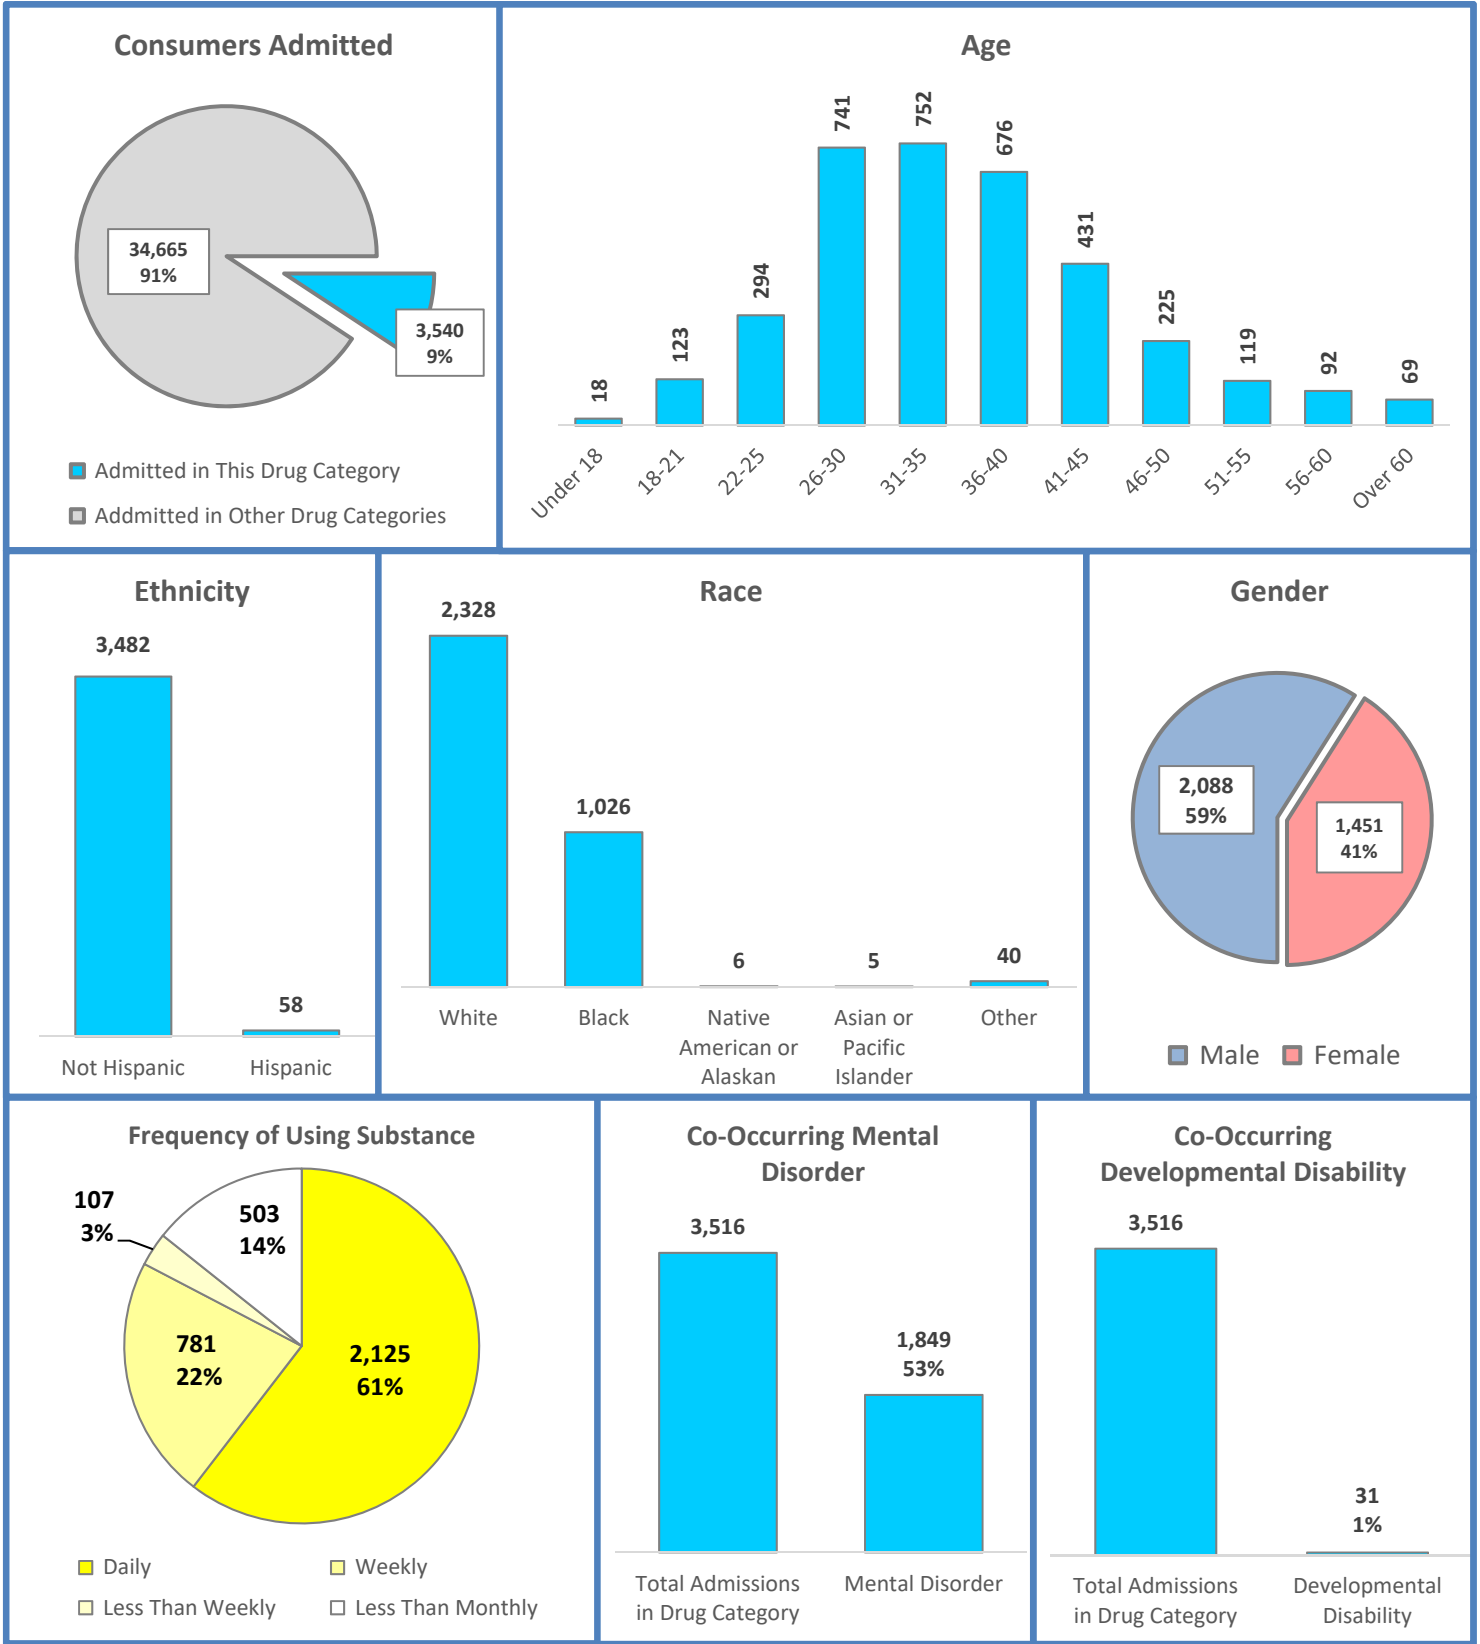 Consumers Admitted
34,665
91%
3,540
9%
Admitted in This Drug Category
Addmitted in Other Drug Categories
Age
18
123
294
741
752
676
431
225
119
92
69
Under 18
18-21
22-25
26-30
31-35
36-40
41-45
46-50
51-55
56-60
Over 60
Ethnicity
3,482
58
Not Hispanic
Hispanic
Race
2,328
1,026
6
5
40
White
Black
Native
American or
Alaskan
Asian or
Pacific
Islander
Other
Gender
2,088
59%
1,451
41%
Male
Female
Frequency of Using Substance
107
3%
503
14%
781
22%
2,125
61%
Daily
Weekly
Less Than Weekly
Less Than Monthly
Co-Occurring Mental
Disorder
3,516
1,849
53%
Total Admissions
in Drug Category
Mental Disorder
Co-Occurring
Developmental Disability
3,516
31
1%
Total Admissions
in Drug Category
Developmental
Disability